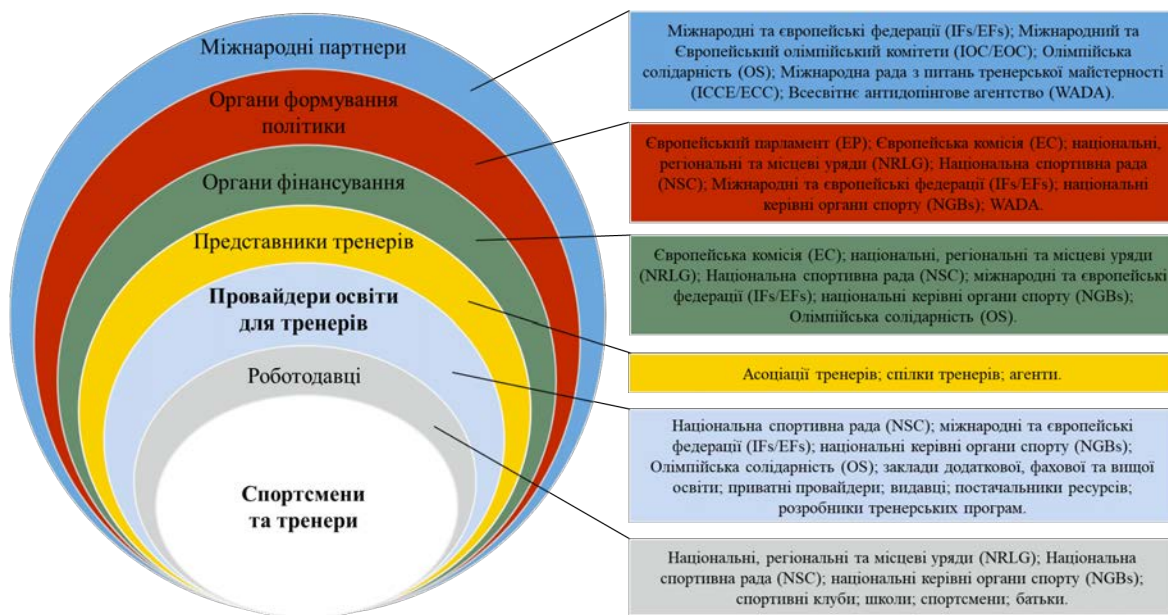 Міжнародні партнери
Органи формування
політики
Органи фінансування
Представники тренерів
Провайдери освіти
для тренерів
Роботодавці
Спортсмени
та тренери
Міжнародні та європейські федерації (IFs/EFs); Міжнародний та
Європейський олімпійський комітети (IOC/EOC); Олімпійська
солідарність (OS); Міжнародна рада з питань тренерської майстерності
(ICCE/ECC); Всесвітнє антидопінгове агентство (WADA).
Європейський парламент (EP); Європейська комісія (EC); національні,
регіональні та місцеві уряди (NRLG); Національна спортивна рада
(NSC); Міжнародні та європейські федерації (IFs/EFs); національні
керівні органи спорту (NGBs); WADA.
Європейська комісія (EC); національні, регіональні та місцеві уряди
(NRLG); Національна спортивна рада (NSC); міжнародні та європейські
федерації (IFs/EFs); національні керівні органи спорту (NGBs);
Олімпійська солідарність (OS).
Асоціації тренерів; спілки тренерів; агенти.
Національна спортивна рада (NSC); міжнародні та європейські
федерації (IFs/EFs); національні керівні органи спорту (NGBs);
Олімпійська солідарність (OS); заклади додаткової, фахової та вищої
освіти; приватні провайдери; видавці; постачальники ресурсів;
розробники тренерських програм.
Національні, регіональні та місцеві уряди (NRLG); Національна
спортивна рада (NSC); національні керівні органи спорту (NGBs);
спортивні клуби; школи; спортсмени; батьки.